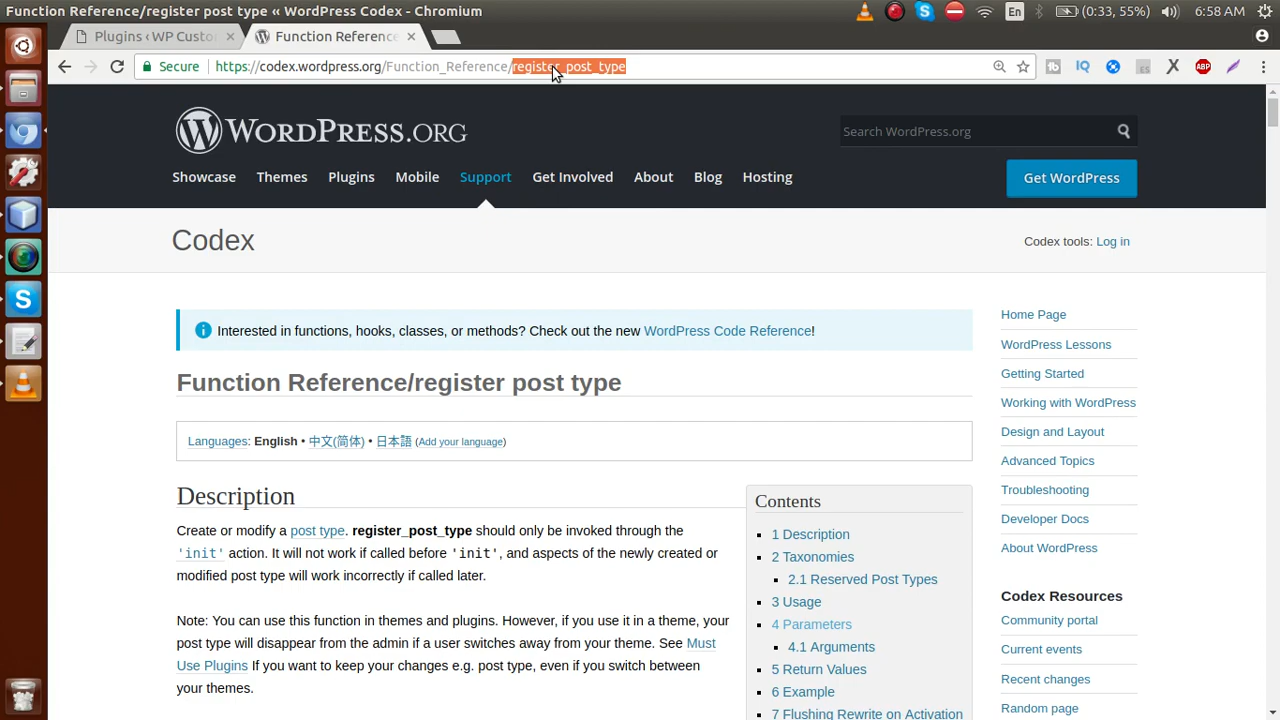 Function Reference/register post type « WordPress Codex - Chromium
En (0:33, 55%) 6:58 AM
Plugins ‹ WP Custo
Function Reference
Secure https://codex.wordpress.org/Function_Reference/register_post_type
WORDPRESS.ORG
Search WordPress.org
Showcase Themes Plugins Mobile Support Get Involved About Blog Hosting
Get WordPress
Codex
Codex tools: Log in
Interested in functions, hooks, classes, or methods? Check out the new WordPress Code Reference!
Function Reference/register post type
Languages: English • 中文(简体) • 日本語 (Add your language)
Description
Create or modify a post type. register_post_type should only be invoked through the
'init' action. It will not work if called before 'init', and aspects of the newly created or
modified post type will work incorrectly if called later.
Note: You can use this function in themes and plugins. However, if you use it in a theme, your
post type will disappear from the admin if a user switches away from your theme. See Must
Use Plugins If you want to keep your changes e.g. post type, even if you switch between
your themes.
Contents
1 Description
2 Taxonomies
2.1 Reserved Post Types
3 Usage
4 Parameters
4.1 Arguments
5 Return Values
6 Example
7 Flushing Rewrite on Activation
Home Page
WordPress Lessons
Getting Started
Working with WordPress
Design and Layout
Advanced Topics
Troubleshooting
Developer Docs
About WordPress
Codex Resources
Community portal
Current events
Recent changes
Random page